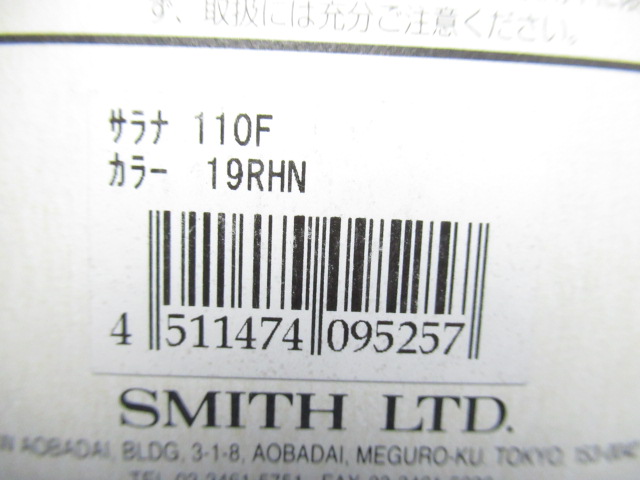 ず、取扱には充分ご注意ください。
ｻﾗﾅ 110F
ｶﾗｰ 19RHN
4 511474 095257
SMITH LTD.
AOBADAI, BLDG, 3-1-8, AOBADAI, MEGURO-KU, TOKYO,